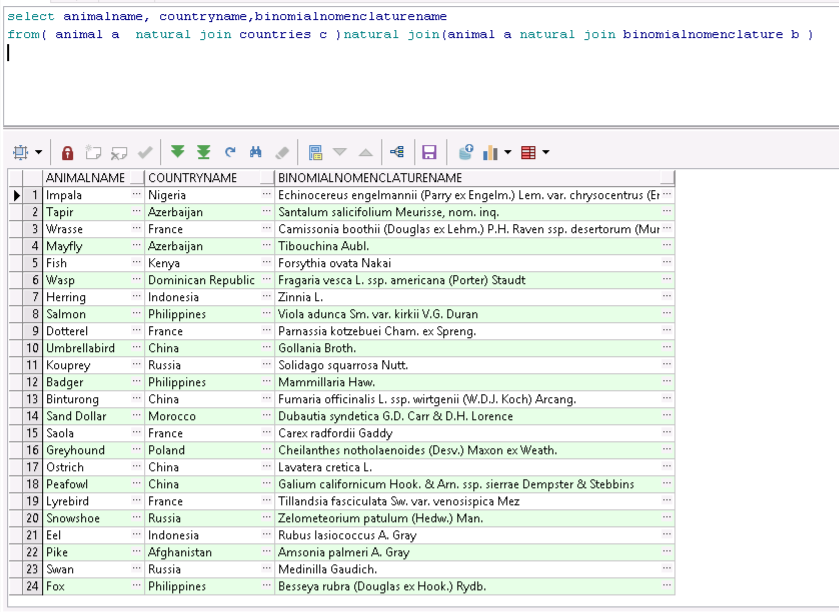 select animalname, countryname,binomialnomenclaturename
from( animal a  natural join countries c )natural join(animal a natural join binomialnomenclature b )
ANIMALNAME COUNTRYNAME BINOMIALNOMENCLATURENAME
1 Impala ··· Nigeria ··· Echinocereus engelmannii (Parry ex Engelm.) Lem. var. chrysocentrus (Er ···
2 Tapir ··· Azerbaijan ··· Santalum salicifolium Meurisse, nom. inq. ···
3 Wrasse ··· France ··· Camissonia boothii (Douglas ex Lehm.) P.H. Raven ssp. desertorum (Mur ···
4 Mayfly ··· Azerbaijan ··· Tibouchina Aubl. ···
5 Fish ··· Kenya ··· Forsythia ovata Nakai ···
6 Wasp ··· Dominican Republic ··· Fragaria vesca L. ssp. americana (Porter) Staudt ···
7 Herring ··· Indonesia ··· Zinnia L. ···
8 Salmon ··· Philippines ··· Viola adunca Sm. var. kirkii V.G. Duran ···
9 Dotterel ··· France ··· Parnassia kotzebuei Cham. ex Spreng. ···
10 Umbrellabird ··· China ··· Gollania Broth. ···
11 Kouprey ··· Russia ··· Solidago squarrosa Nutt. ···
12 Badger ··· Philippines ··· Mammillaria Haw. ···
13 Binturong ··· China ··· Fumaria officinalis L. ssp. wirtgenii (W.D.J. Koch) Arcang. ···
14 Sand Dollar ··· Morocco ··· Dubautia syndetica G.D. Carr & D.H. Lorence ···
15 Saola ··· France ··· Carex radfordii Gaddy ···
16 Greyhound ··· Poland ··· Cheilanthes notholaenoides (Desv.) Maxon ex Weath. ···
17 Ostrich ··· China ··· Lavatera cretica L. ···
18 Peafowl ··· China ··· Galium californicum Hook. & Arn. ssp. sierrae Dempster & Stebbins ···
19 Lyrebird ··· France ··· Tillandsia fasciculata Sw. var. venosispica Mez ···
20 Snowshoe ··· Russia ··· Zelometeorium patulum (Hedw.) Man. ···
21 Eel ··· Indonesia ··· Rubus lasiococcus A. Gray ···
22 Pike ··· Afghanistan ··· Amsonia palmeri A. Gray ···
23 Swan ··· Russia ··· Medinilla Gaudich. ···
24 Fox ··· Philippines ··· Besseya rubra (Douglas ex Hook.) Rydb. ···